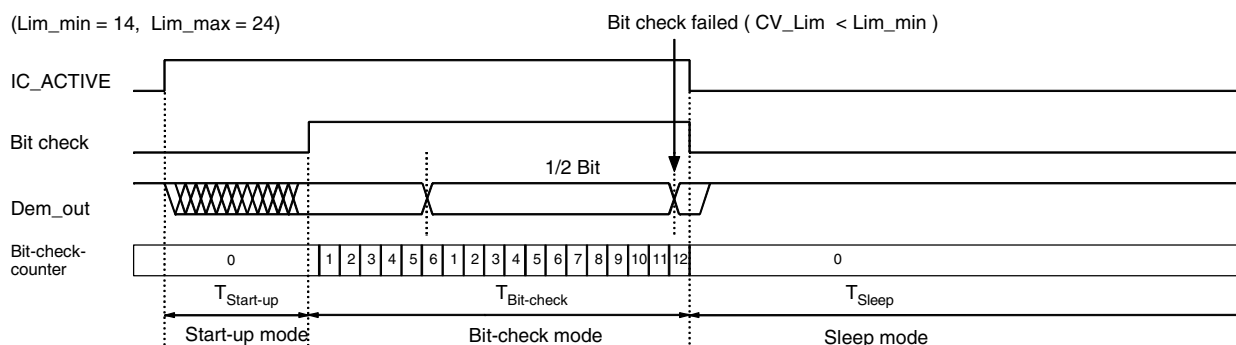 (Lim_min = 14, Lim_max = 24)
Bit check failed ( CV_Lim < Lim_min )
IC_ACTIVE
Bit check
1/2 Bit
Dem_out
Bit-check-
counter
0 1 2 3 4 5 6 1 2 3 4 5 6 7 8 9 10 11 12 0
TStart-up TBit-check TSleep
Start-up mode Bit-check mode Sleep mode